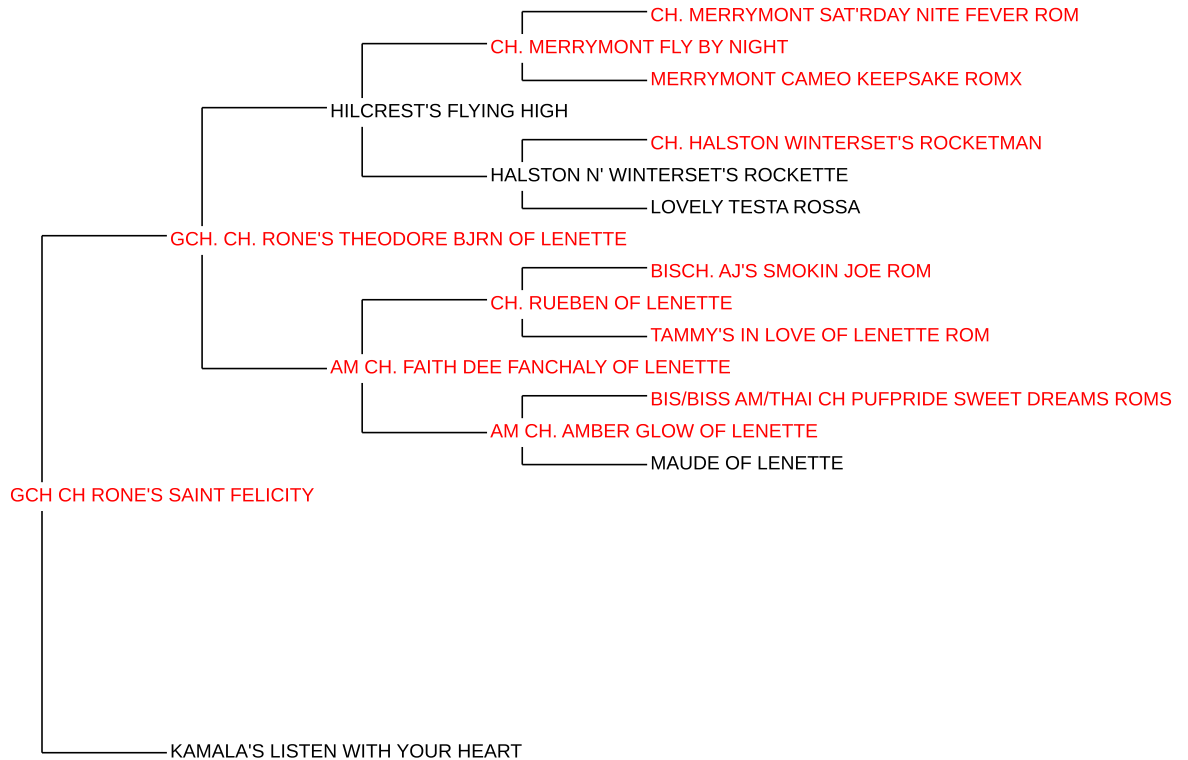 CH. MERRYMONT SAT'RDAY NITE FEVER ROM
CH. MERRYMONT FLY BY NIGHT
MERRYMONT CAMEO KEEPSAKE ROMX
HILCREST'S FLYING HIGH
CH. HALSTON WINTERSET'S ROCKETMAN
HALSTON N' WINTERSET'S ROCKETTE
LOVELY TESTA ROSSA
GCH. CH. RONE'S THEODORE BJRN OF LENETTE
BISCH. AJ'S SMOKIN JOE ROM
CH. RUEBEN OF LENETTE
TAMMY'S IN LOVE OF LENETTE ROM
AM CH. FAITH DEE FANCHALY OF LENETTE
BIS/BISS AM/THAI CH PUFPRIDE SWEET DREAMS ROMS
AM CH. AMBER GLOW OF LENETTE
MAUDE OF LENETTE
GCH CH RONE'S SAINT FELICITY
KAMALA'S LISTEN WITH YOUR HEART